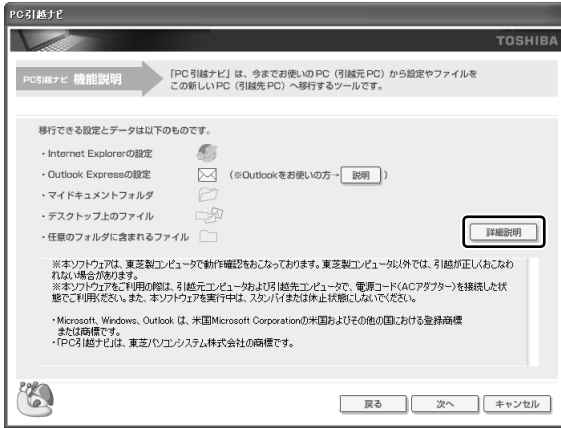 PC引越ナビ
TOSHIBA
PC引越ナビ 機能説明
「PC引越ナビ」は、今までお使いのPC（引越元PC）から設定やファイルを
この新しいPC（引越先PC）へ移行するツールです。
移行できる設定とデータは以下のものです。
・Internet Explorerの設定
・Outlook Expressの設定 （※Outlookをお使いの方→ 説明 ）
・マイドキュメントフォルダ
・デスクトップ上のファイル
・任意のフォルダに含まれるファイル
詳細説明
※本ソフトウェアは、東芝製コンピュータで動作確認をおこなっております。東芝製コンピュータ以外では、引越が正しくおこなわ
れない場合があります。
※本ソフトウェアをご利用の際は、引越元コンピュータおよび引越先コンピュータで、電源コード(ACアダプター)を接続した状
態でご利用ください。また、本ソフトウェアを実行中は、スタンバイまたは休止状態にしないでください。
・Microsoft、Windows、Outlook は、米国Microsoft Corporationの米国およびその他の国における登録商標
または商標です。
・「PC引越ナビ」は、東芝パソコンシステム株式会社の商標です。
戻る 次へ キャンセル